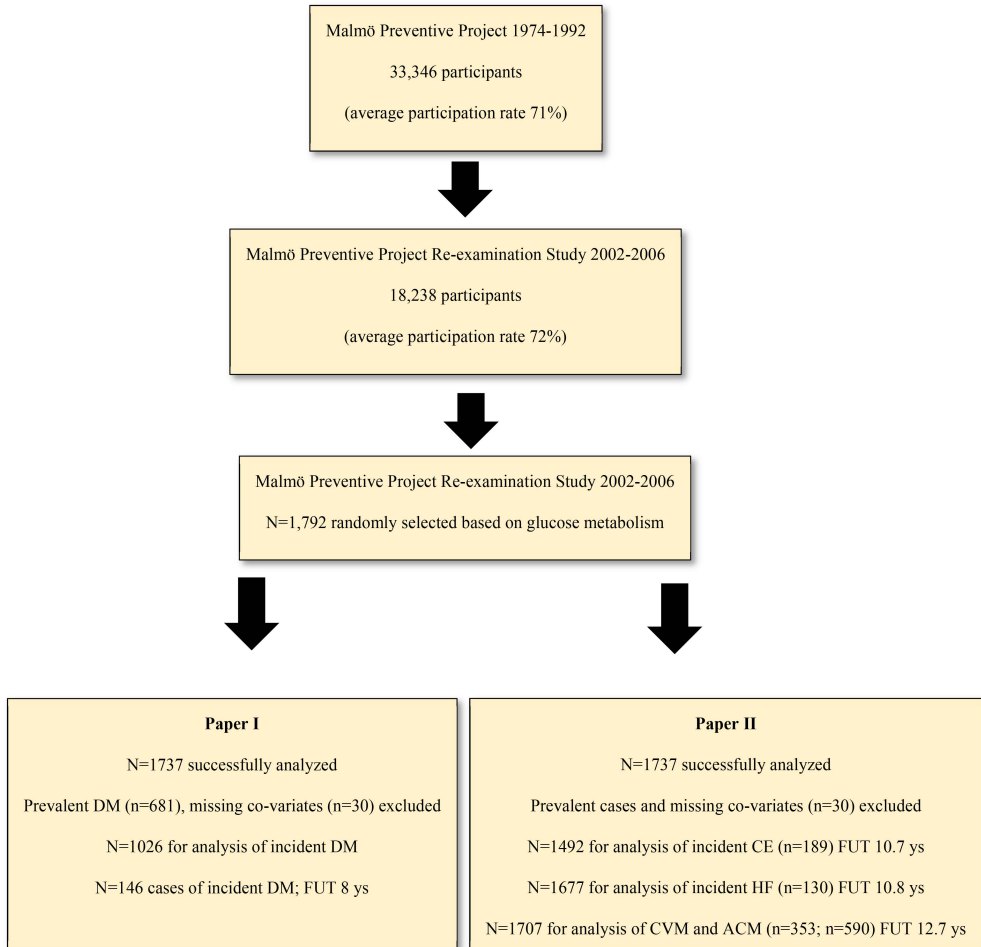 Malmö Preventive Project 1974-1992
33,346 participants
(average participation rate 71%)
Malmö Preventive Project Re-examination Study 2002-2006
18,238 participants
(average participation rate 72%)
Malmö Preventive Project Re-examination Study 2002-2006
N=1,792 randomly selected based on glucose metabolism
Paper I
N=1737 successfully analyzed
Prevalent DM (n=681), missing co-variates (n=30) excluded
N=1026 for analysis of incident DM
N=146 cases of incident DM; FUT 8 ys
Paper II
N=1737 successfully analyzed
Prevalent cases and missing co-variates (n=30) excluded
N=1492 for analysis of incident CE (n=189) FUT 10.7 ys
N=1677 for analysis of incident HF (n=130) FUT 10.8 ys
N=1707 for analysis of CVM and ACM (n=353; n=590) FUT 12.7 ys